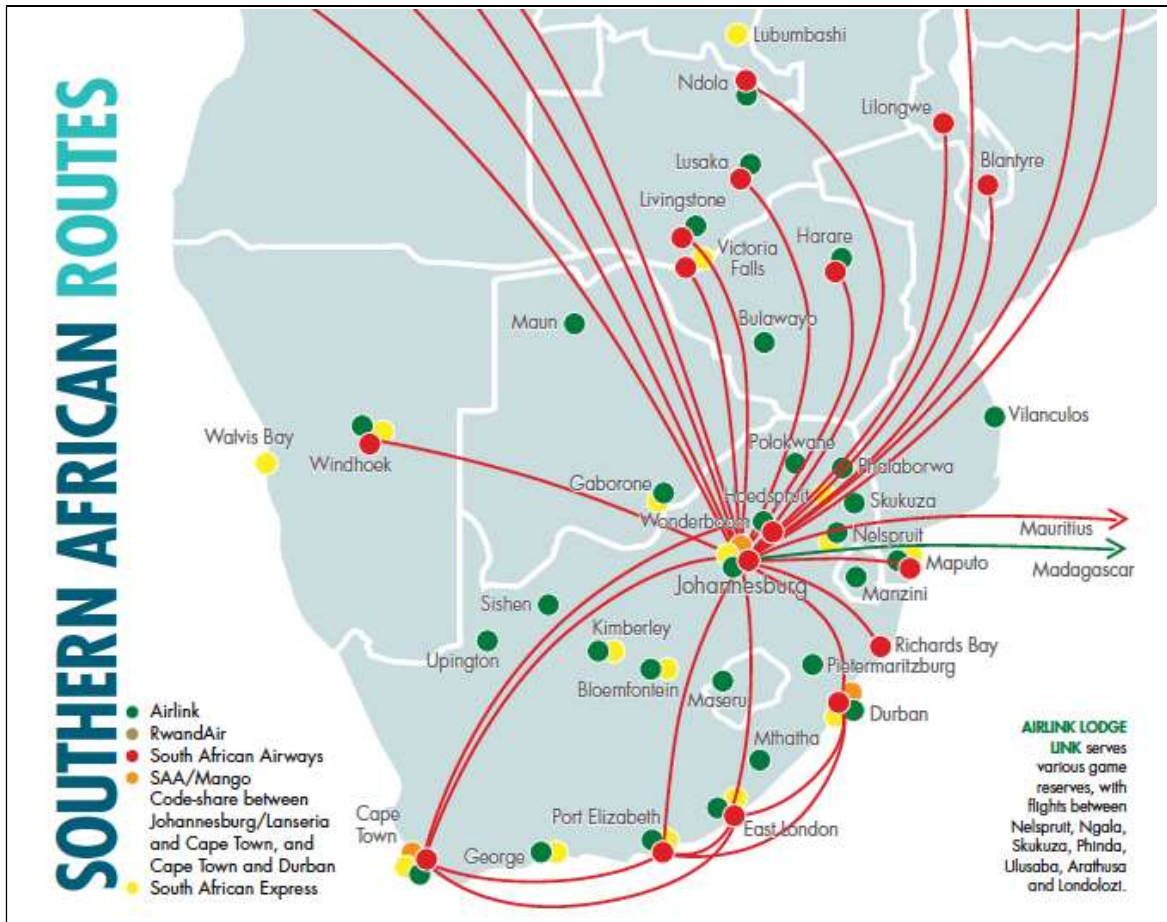 SOUTHERN AFRICAN ROUTES
Lubumbashi
Ndola
Lilongwe
Lusaka
Blantyre
Livingstone
Victoria
Falls
Harare
Maun
Bulawayo
Vilanculos
Walvis Bay
Windhoek
Polokwane
Phalaborwa
Gaborone
Hoedspruit
Skukuza
Wonderboom
Nelspruit
Mauritius
Maputo
Madagascar
Johannesburg
Manzini
Sishen
Kimberley
Richards Bay
Upington
Pietermaritzburg
Bloemfontein
Maseru
Durban
Mthatha
Cape
Town
Port Elizabeth
East London
George
Airlink
RwandAir
South African Airways
SAA/Mango
Code-share between
Johannesburg/Lanseria
and Cape Town, and
Cape Town and Durban
South African Express
AIRLINK LODGE
LINK serves
various game
reserves, with
flights between
Nelspruit, Ngala,
Skukuza, Phinda,
Ulusaba, Arathusa
and Londolozi.